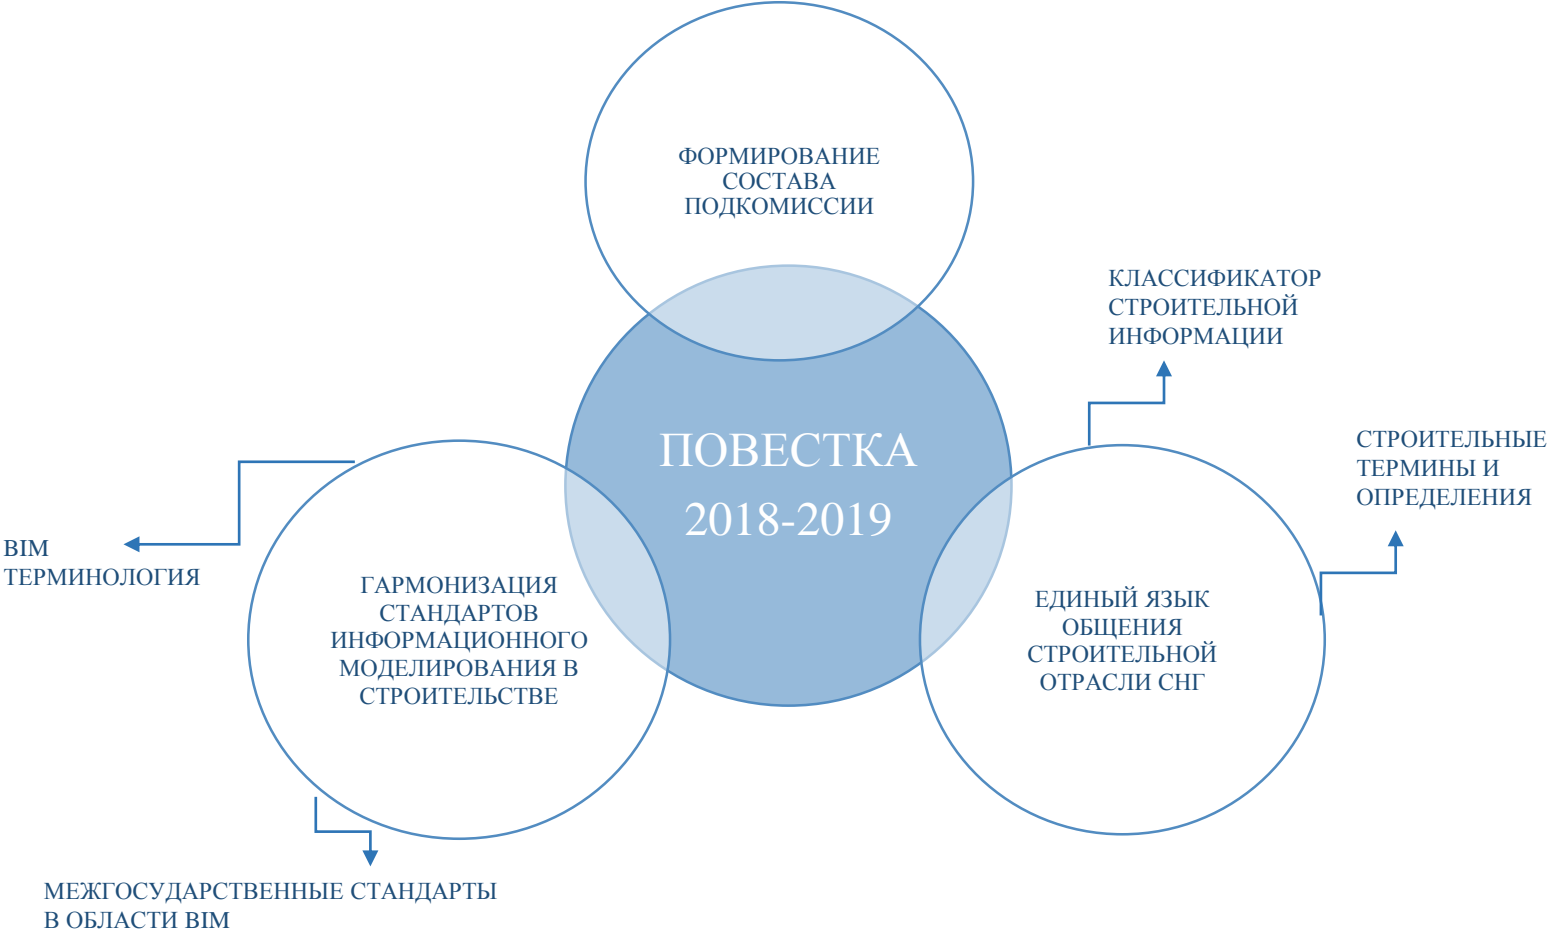 ФОРМИРОВАНИЕ
СОСТАВА
ПОДКОМИССИИ
КЛАССИФИКАТОР
СТРОИТЕЛЬНОЙ
ИНФОРМАЦИИ
ПОВЕСТКА
2018-2019
СТРОИТЕЛЬНЫЕ
ТЕРМИНЫ И
ОПРЕДЕЛЕНИЯ
BIM
ТЕРМИНОЛОГИЯ
ГАРМОНИЗАЦИЯ
СТАНДАРТОВ
ИНФОРМАЦИОННОГО
МОДЕЛИРОВАНИЯ В
СТРОИТЕЛЬСТВЕ
ЕДИНЫЙ ЯЗЫК
ОБЩЕНИЯ
СТРОИТЕЛЬНОЙ
ОТРАСЛИ СНГ
МЕЖГОСУДАРСТВЕННЫЕ СТАНДАРТЫ
В ОБЛАСТИ BIM